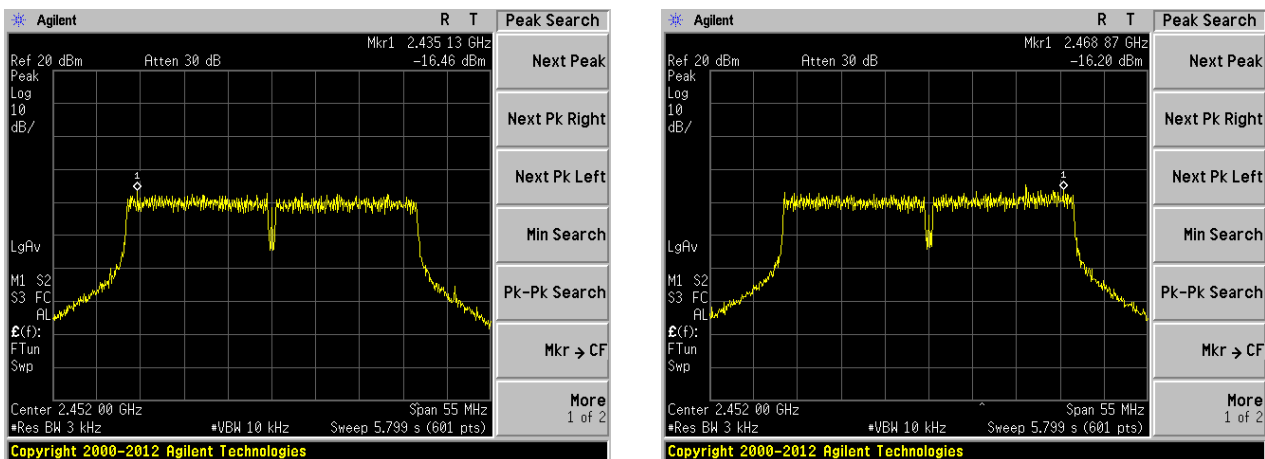 Agilent R T Peak Search
Mkr1 2.435 13 GHz
Ref 20 dBm Atten 30 dB -16.46 dBm
Peak
Log
10
dB/
1
LgAv
M1 S2
S3 FC
AL
£(f):
FTun
Swp
Center 2.452 00 GHz Span 55 MHz
#Res BW 3 kHz #VBW 10 kHz Sweep 5.799 s (601 pts)
Copyright 2000-2012 Agilent Technologies
Next Peak
Next Pk Right
Next Pk Left
Min Search
Pk-Pk Search
Mkr → CF
More
1 of 2
Agilent R T Peak Search
Mkr1 2.468 87 GHz
Ref 20 dBm Atten 30 dB -16.20 dBm
Peak
Log
10
dB/
1
LgAv
M1 S2
S3 FC
AL
£(f):
FTun
Swp
Center 2.452 00 GHz Span 55 MHz
#Res BW 3 kHz #VBW 10 kHz Sweep 5.799 s (601 pts)
Copyright 2000-2012 Agilent Technologies
Next Peak
Next Pk Right
Next Pk Left
Min Search
Pk-Pk Search
Mkr → CF
More
1 of 2